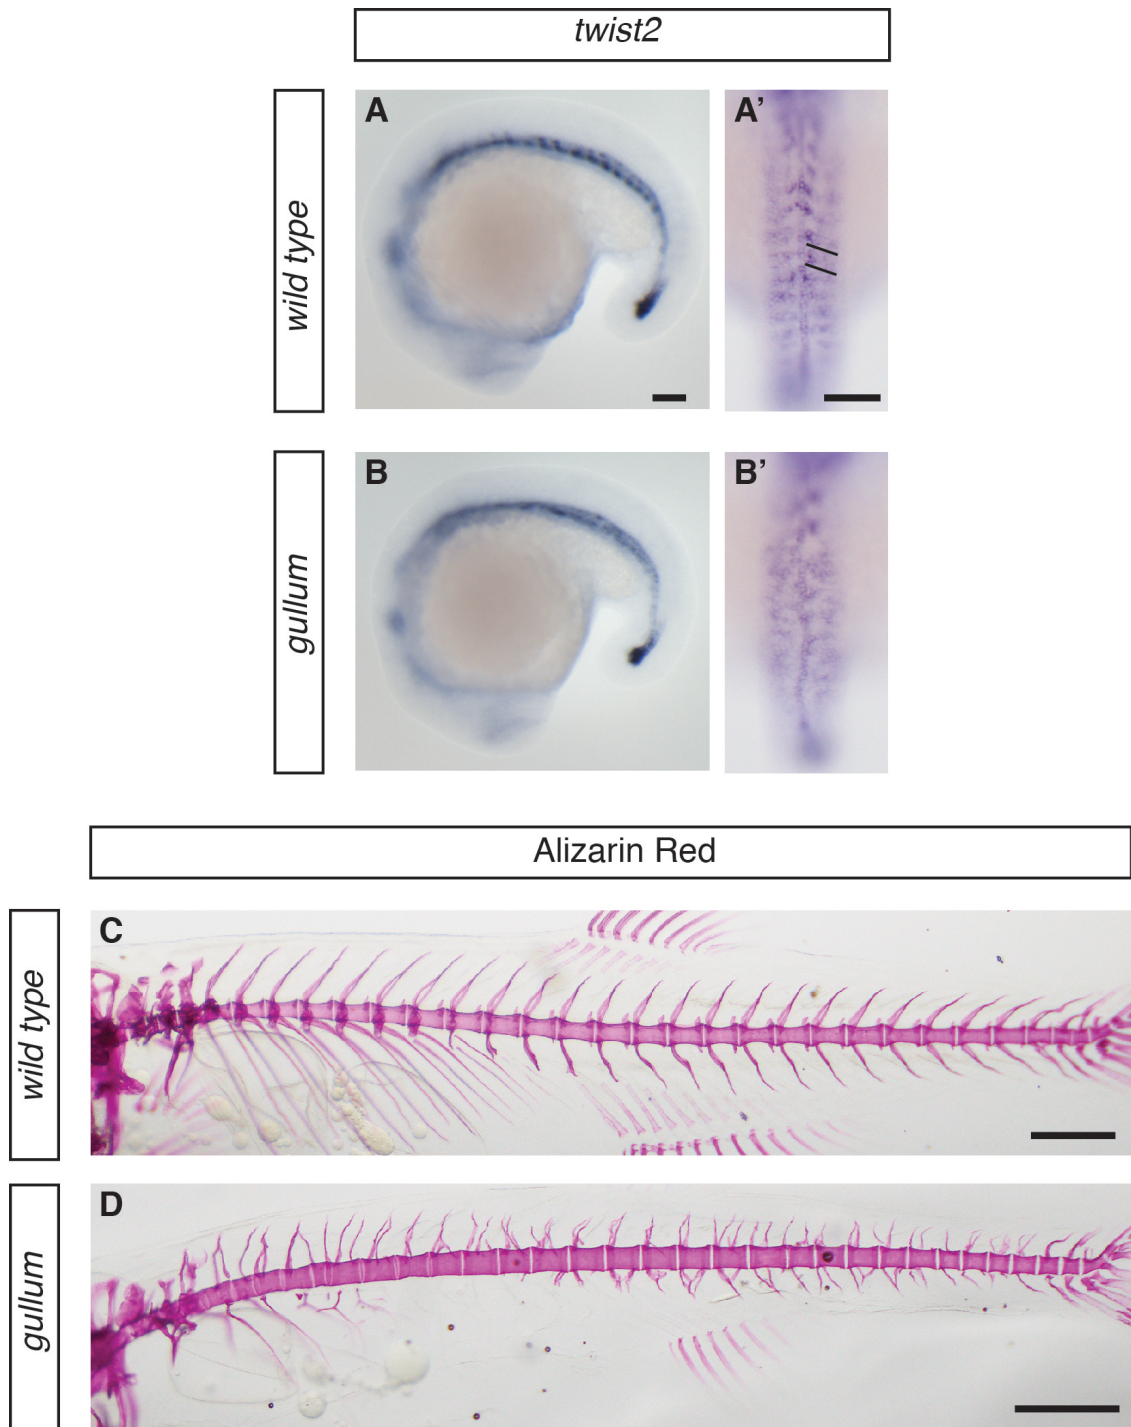 twist2
wild type
A
A’
gullum
B
B’
Alizarin Red
wild type
C
gullum
D